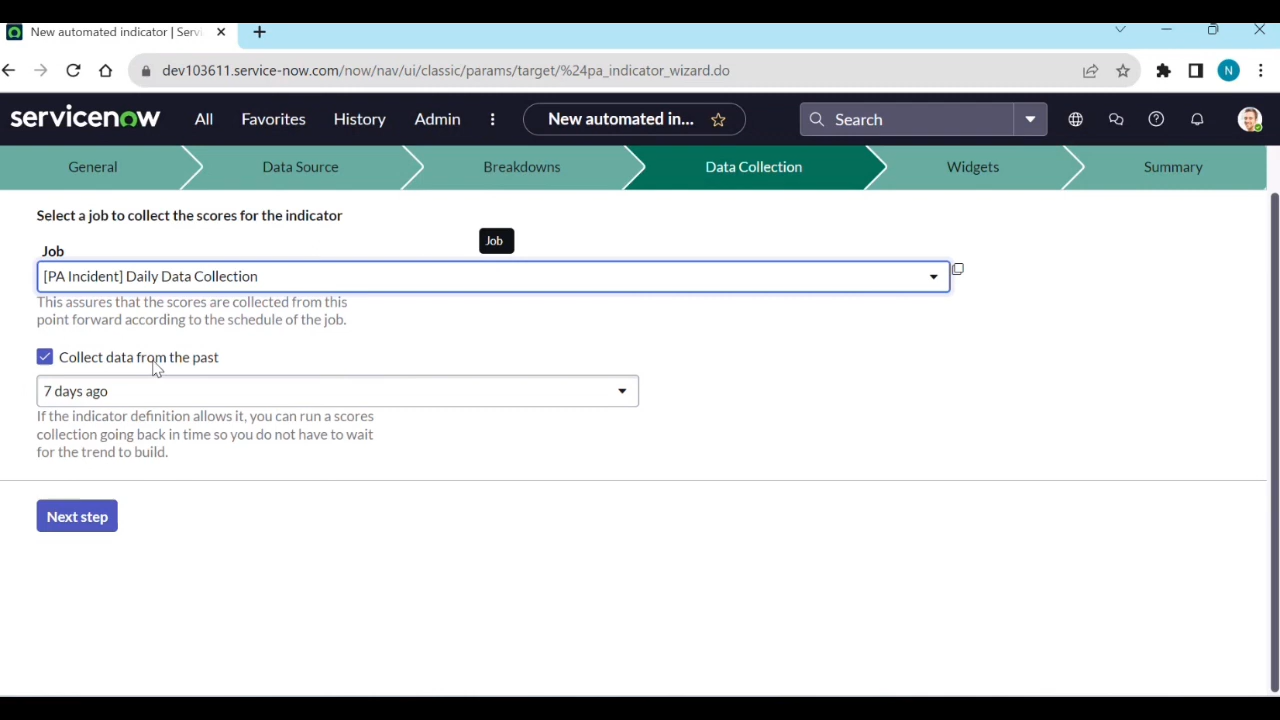 New automated indicator | Servi
dev103611.service-now.com/now/nav/ui/classic/params/target/%24pa_indicator_wizard.do
N
servicenow
All
Favorites
History
Admin
New automated in...
Search
General
Data Source
Breakdowns
Data Collection
Widgets
Summary
Select a job to collect the scores for the indicator
Job
Job
[PA Incident] Daily Data Collection
This assures that the scores are collected from this
point forward according to the schedule of the job.
Collect data from the past
7 days ago
If the indicator definition allows it, you can run a scores
collection going back in time so you do not have to wait
for the trend to build.
Next step